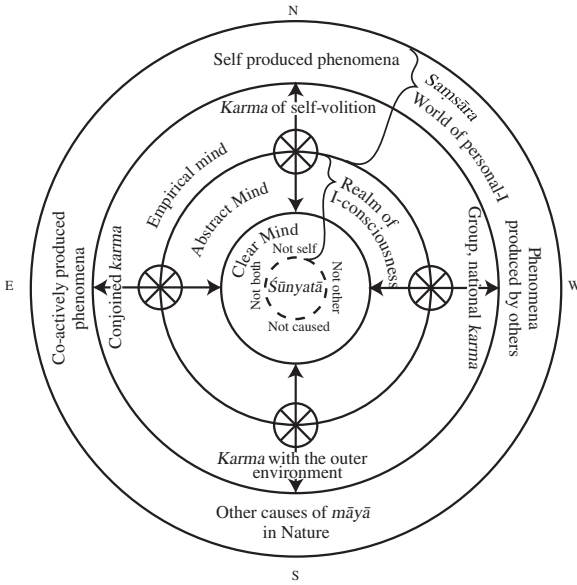 N
Self produced phenomena
Saṃsāra
World of personal-I
Karma of self-volition
Empirical mind
Abstract Mind
Realm of
I-consciousness
Clear Mind
Not self
Not both
Śūnyatā
Not other
Not caused
E
Co-actively produced
phenomena
Conjoined karma
Group, national karma
Phenomena
produced by others
W
Karma with the outer
environment
Other causes of māyā
in Nature
S